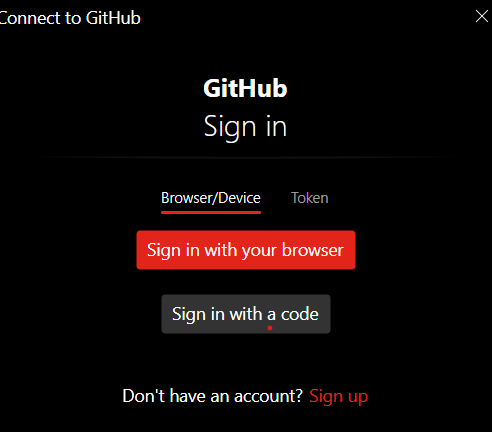 Connect to GitHub
GitHub
Sign in
Browser/Device Token
Sign in with your browser
Sign in with a code
Don't have an account? Sign up